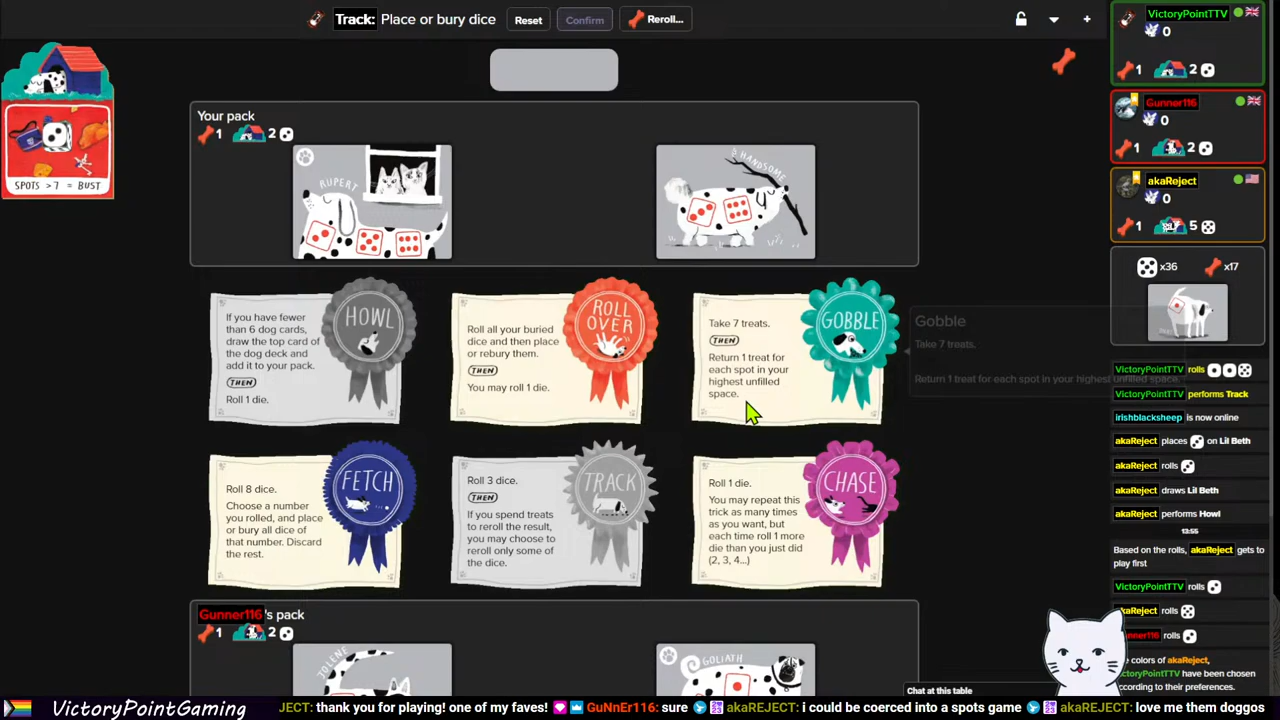 Track: Place or bury dice
Reset
Confirm
Reroll...
SPOTS > 7 = BUST
Your pack
1
2
RUPERT
HANDSOME
If you have fewer
than 6 dog cards,
draw the top card of
the dog deck and
add it to your pack.
THEN
Roll 1 die.
HOWL
Roll all your buried
dice and then place
or rebury them.
THEN
You may roll 1 die.
ROLL
OVER
Take 7 treats.
THEN
Return 1 treat for
each spot in your
highest unfilled
space.
GOBBLE
Gobble
Take 7 treats.
Return 1 treat for each spot in your highest unfilled space.
Roll 8 dice.
Choose a number
you rolled, and place
or bury all dice of
that number. Discard
the rest.
FETCH
Roll 3 dice.
THEN
If you spend treats
to reroll the result,
you may choose to
reroll only some of
the dice.
TRACK
Roll 1 die.
You may repeat this
trick as many times
as you want, but
each time roll 1 more
die than you just did
(2, 3, 4...)
CHASE
Gunner116's pack
1
2
JOLENE
GOLIATH
VictoryPointTTV
0
1
2
Gunner116
0
1
2
akaReject
0
1
5
x36
x17
VictoryPointTTV rolls
VictoryPointTTV performs Track
irishblacksheep is now online
akaReject places on Lil Beth
akaReject rolls
akaReject draws Lil Beth
akaReject performs Howl
13:55
Based on the rolls, akaReject gets to
play first
VictoryPointTTV rolls
akaReject rolls
nner116 rolls
e colors of akaReject,
ctoryPointTTV have been chosen
according to their preferences.
Chat at this table
VictoryPointGaming
JECT: thank you for playing! one of my faves! GuNnEr116: sure akaREJECT: i could be coerced into a spots game akaREJECT: love me them doggos